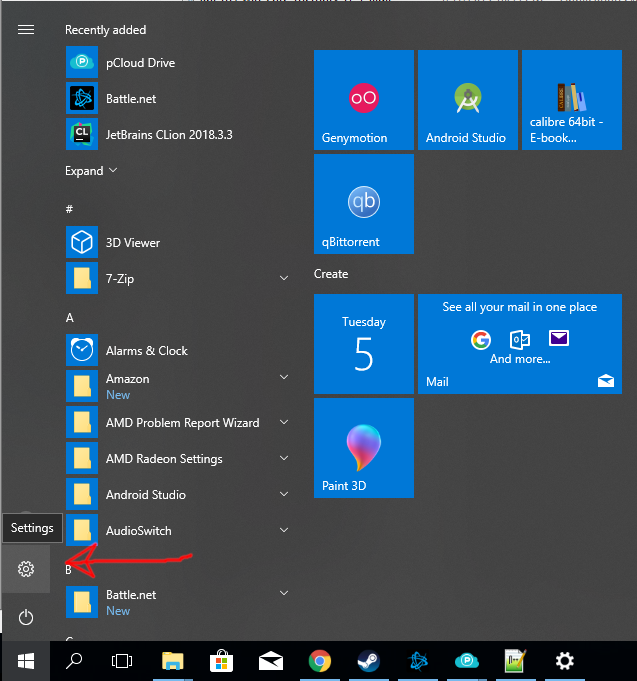 Recently added
pCloud Drive
Battle.net
CL
JetBrains CLion 2018.3.3
Expand
#
3D Viewer
7-Zip
A
Alarms & Clock
Amazon
New
AMD Problem Report Wizard
AMD Radeon Settings
Android Studio
AudioSwitch
Settings
B
Battle.net
New
Genymotion
Android Studio
calibre 64bit -
E-book...
qb
qBittorrent
Create
Tuesday
5
See all your mail in one place
And more...
Mail
Paint 3D